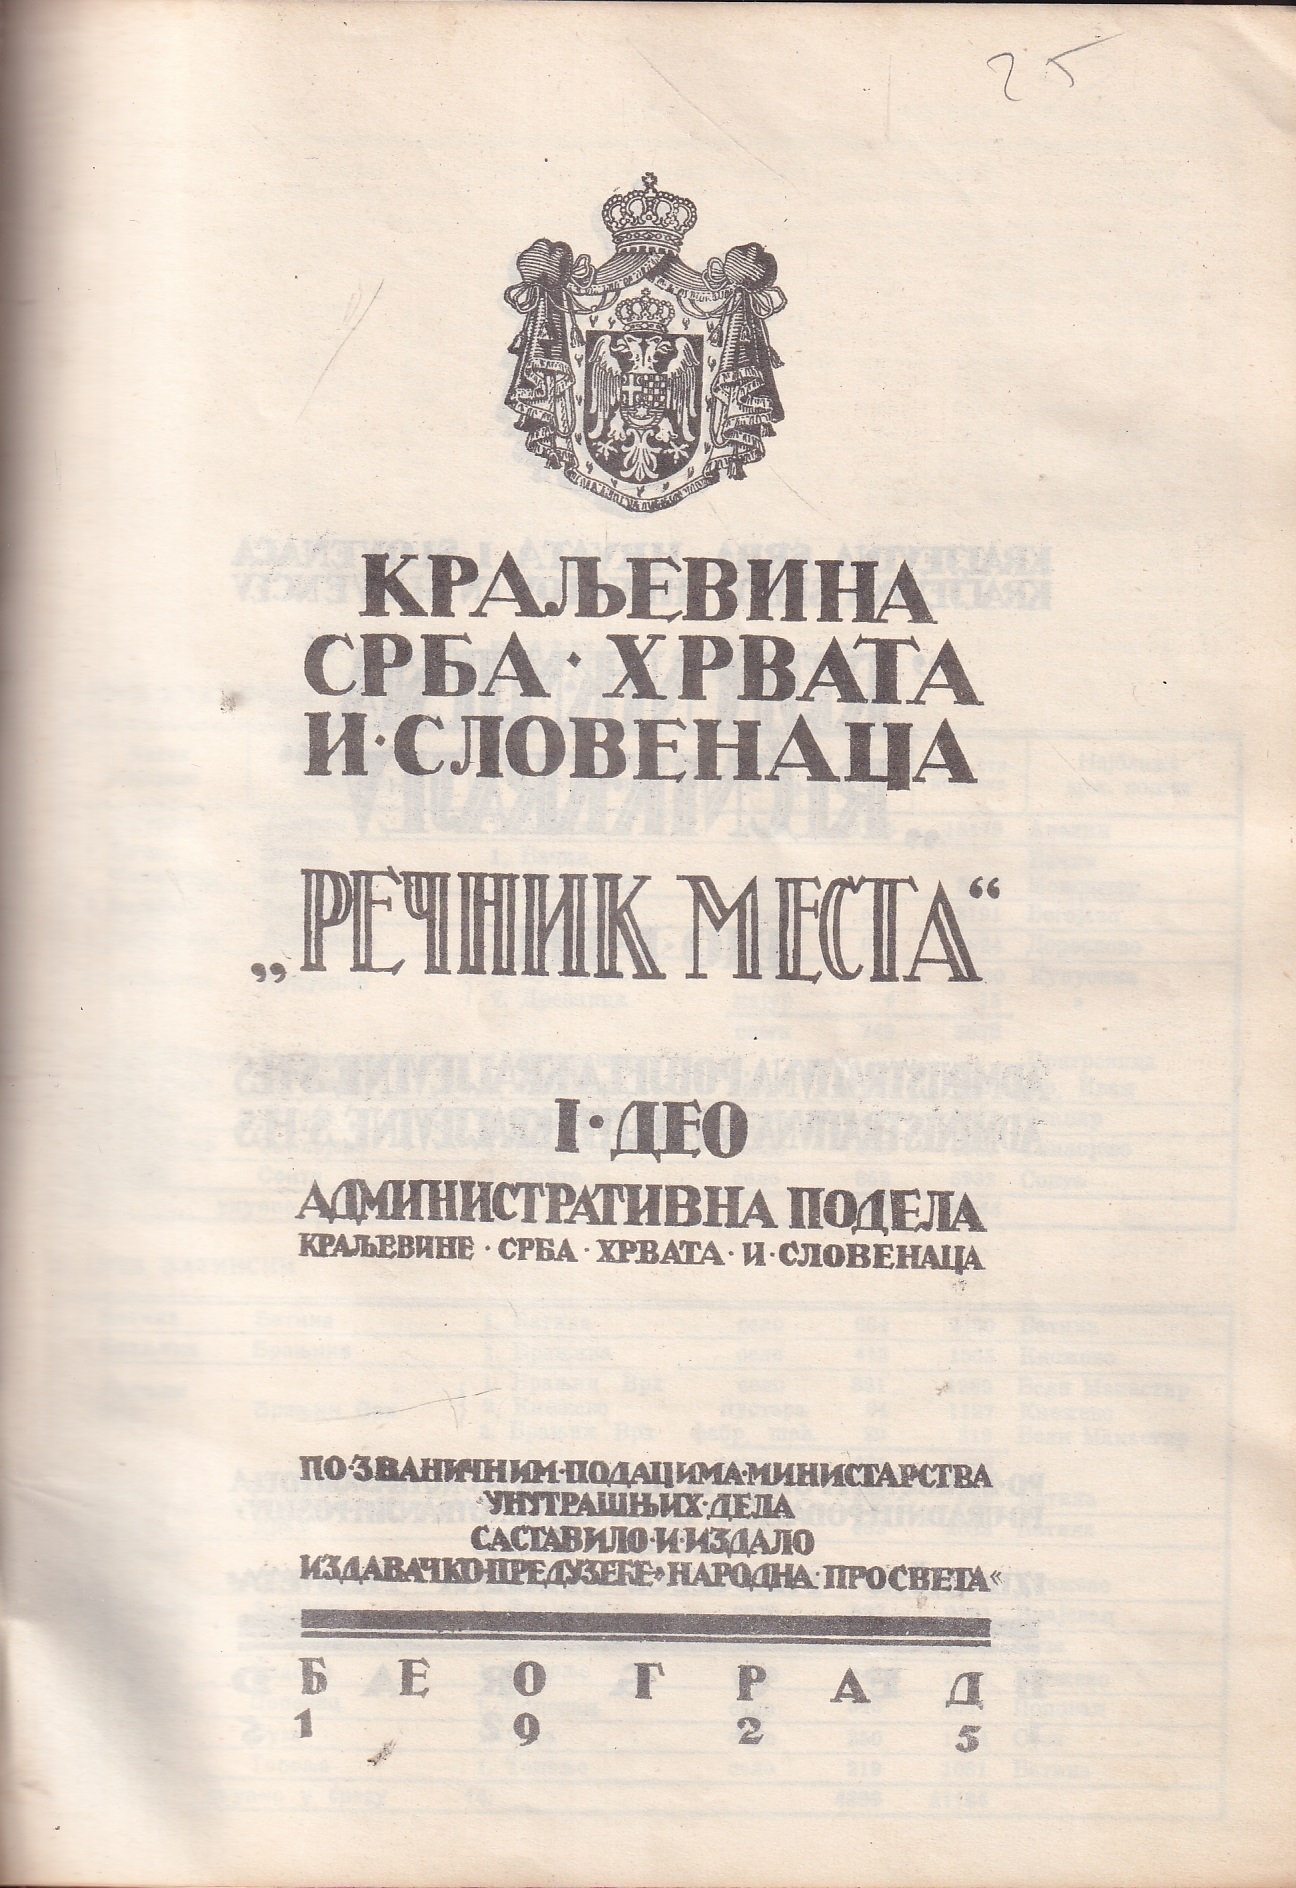 25
КРАЉЕВИНА
СРБА · ХРВАТА
И · СЛОВЕНАЦА
„РЕЧНИК МЕСТА“
I · ДЕО
АДМИНИСТРАТИВНА ПОДЕЛА
КРАЉЕВИНЕ · СРБА · ХРВАТА · И · СЛОВЕНАЦА
ПО·ЗВАНИЧНИМ·ПОДАЦИМА·МИНИСТАРСТВА
УНУТРАШЊИХ·ДЕЛА
САСТАВИЛО·И·ИЗДАЛО
ИЗДАВАЧКО·ПРЕДУЗЕЋЕ»НАРОДНА·ПРОСВЕТА«
БЕОГРАД
1925